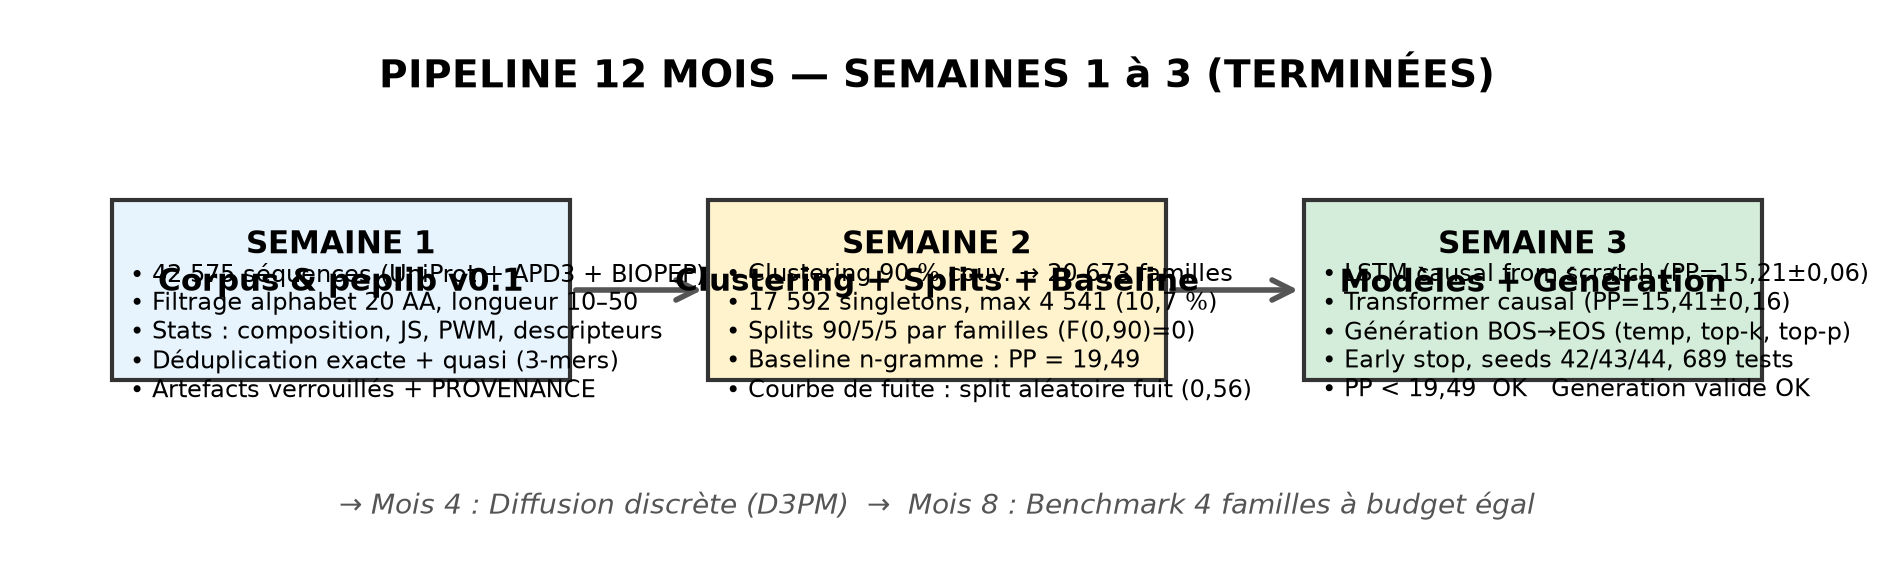 PIPELINE 12 MOIS — SEMAINES 1 à 3 (TERMINÉES)
SEMAINE 1
Corpus & peplib v0.1
• 42 575 séquences (UniProt + APD3 + BIOPEP)
• Filtrage alphabet 20 AA, longueur 10–50
• Stats : composition, JS, PWM, descripteurs
• Déduplication exacte + quasi (3-mers)
• Artefacts verrouillés + PROVENANCE
SEMAINE 2
Clustering + Splits + Baseline
• Clustering 90 % couv. → 20 673 familles
• 17 592 singletons, max 4 541 (10,7 %)
• Splits 90/5/5 par familles (F(0,90)=0)
• Baseline n-gramme : PP = 19,49
• Courbe de fuite : split aléatoire fuit (0,56)
SEMAINE 3
Modèles + Génération
• LSTM causal from scratch (PP=15,21±0,06)
• Transformer causal (PP=15,41±0,16)
• Génération BOS→EOS (temp, top-k, top-p)
• Early stop, seeds 42/43/44, 689 tests
• PP < 19,49 OK Generation valide OK
→ Mois 4 : Diffusion discrète (D3PM) → Mois 8 : Benchmark 4 familles à budget égal